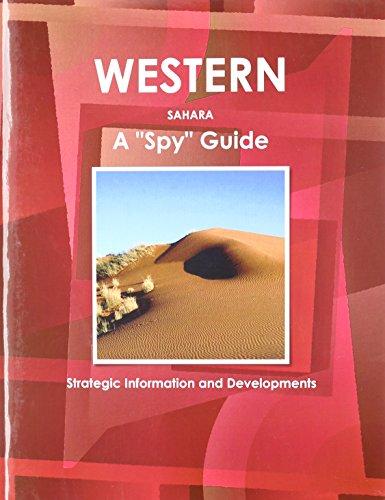 WESTERN
SAHARA
A "Spy" Guide
Strategic Information and Developments